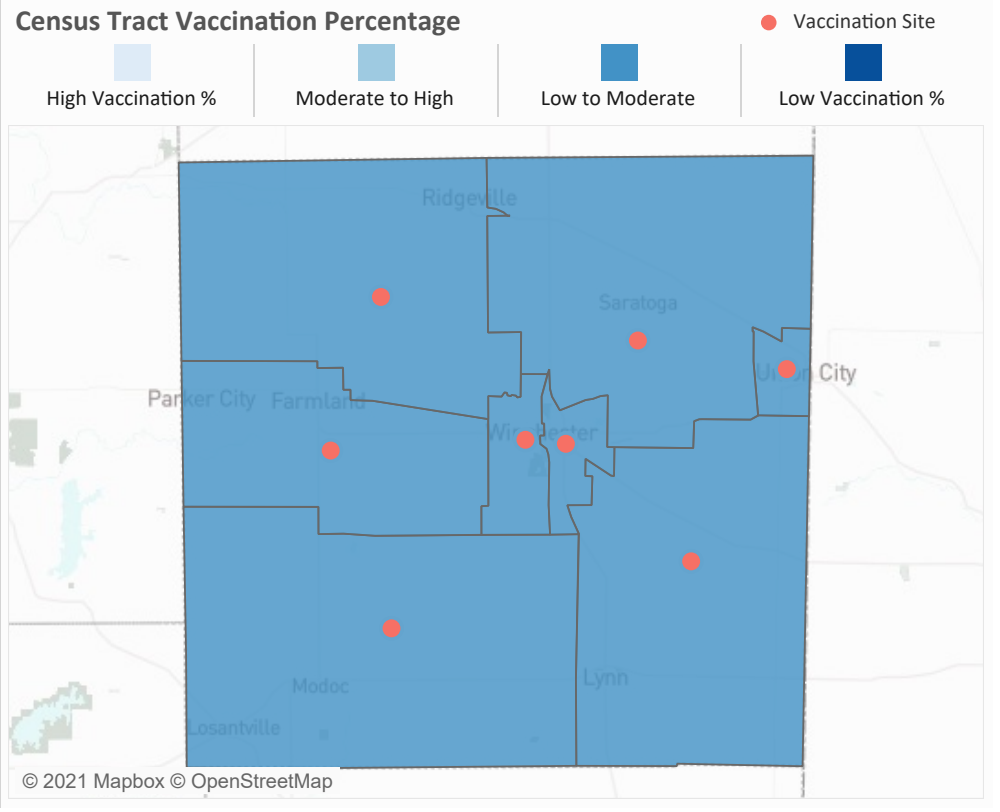 Census Tract Vaccination Percentage
Vaccination Site
High Vaccination %
Moderate to High
Low to Moderate
Low Vaccination %
Ridgeville
Saratoga
Union City
Parker City
Farmland
Winchester
Lynn
Modoc
Losantville
© 2021 Mapbox © OpenStreetMap